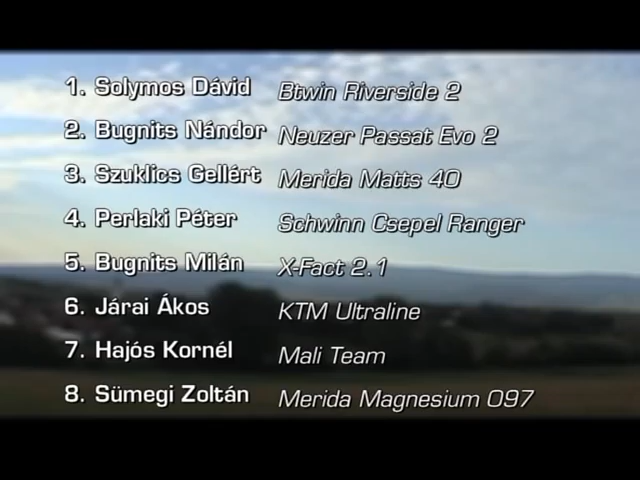 1. Solymos Dávid Btwin Riverside 2
2. Bugnits Nándor Neuzer Passat Evo 2
3. Szuklics Gellért Merida Matts 40
4. Perlaki Péter Schwinn Csepel Ranger
5. Bugnits Milán X-Fact 2.1
6. Járai Ákos KTM Ultraline
7. Hajós Kornél Mali Team
8. Sümegi Zoltán Merida Magnesium 097